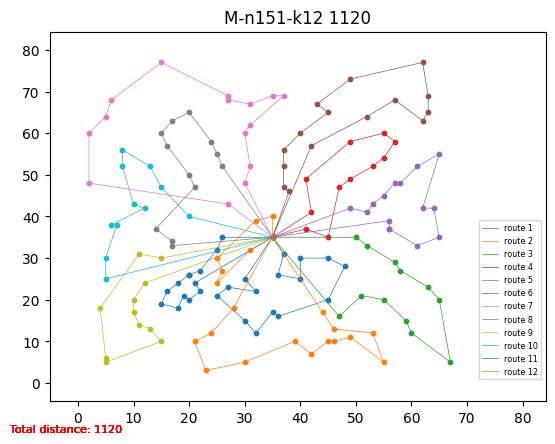 M-n151-k12 1120
80
70
60
50
40
30
20
10
0
0 10 20 30 40 50 60 70 80
route 1
route 2
route 3
route 4
route 5
route 6
route 7
route 8
route 9
route 10
route 11
route 12
Total distance: 1120